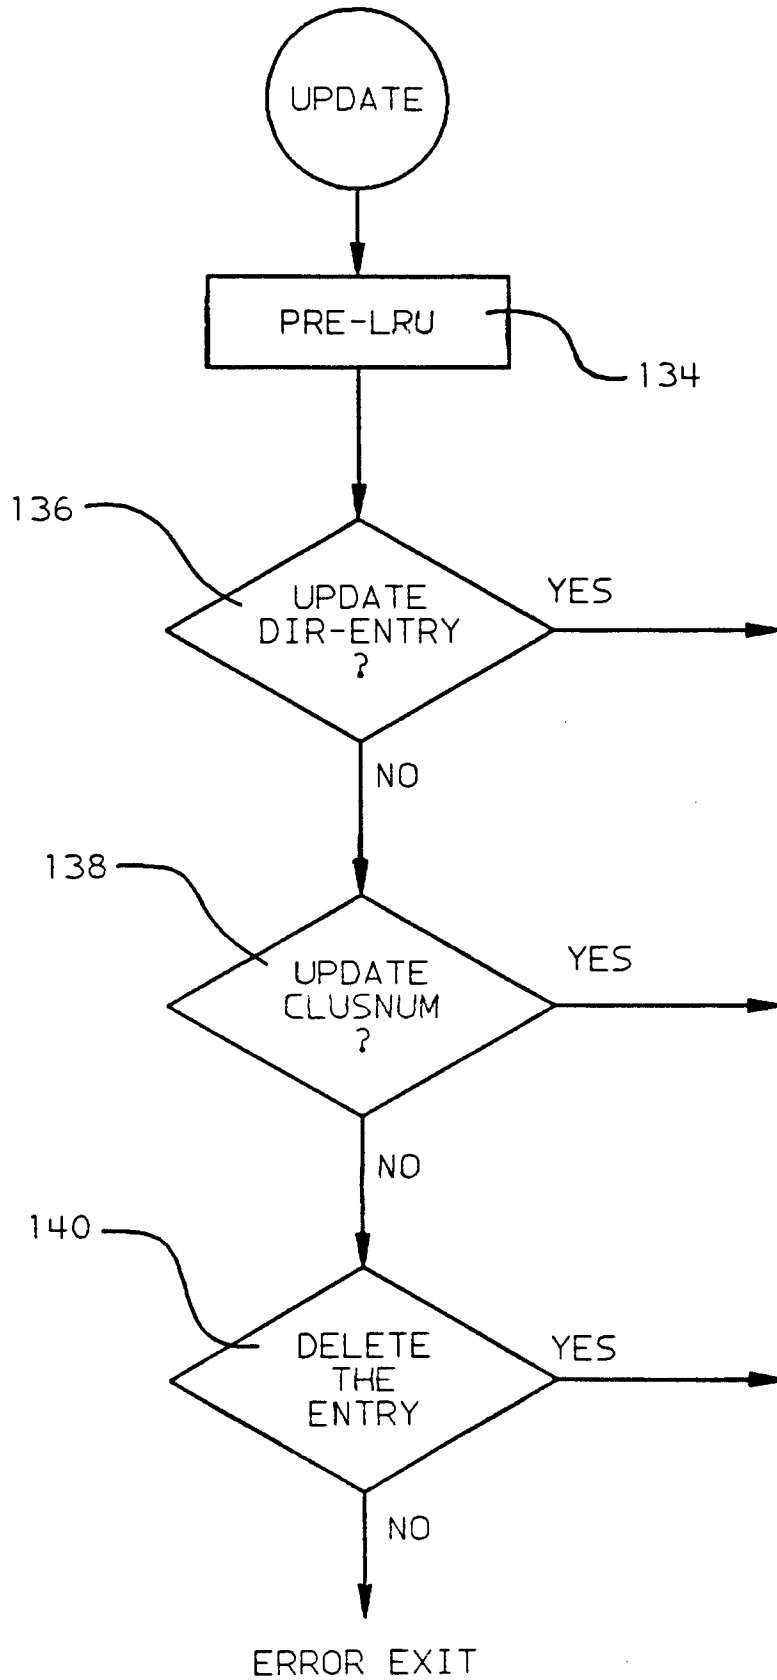 UPDATE
PRE-LRU
134
136
UPDATE
DIR-ENTRY
?
YES
NO
138
UPDATE
CLUSNUM
?
YES
NO
140
DELETE
THE
ENTRY
YES
NO
ERROR EXIT